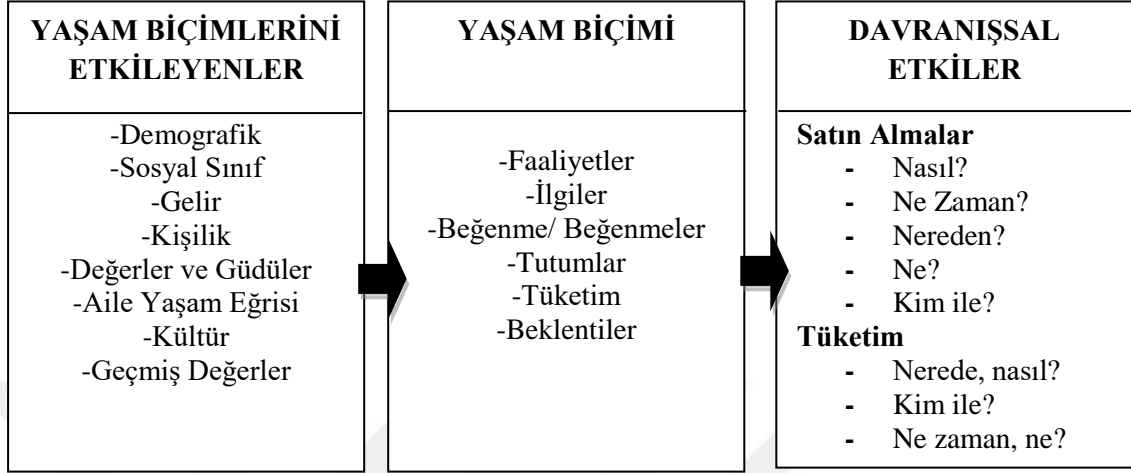 YAŞAM BİÇİMLERİNİ
ETKİLEYENLER
-Demografik
-Sosyal Sınıf
-Gelir
-Kişilik
-Değerler ve Güdüler
-Aile Yaşam Eğrisi
-Kültür
-Geçmiş Değerler
YAŞAM BİÇİMİ
-Faaliyetler
-İlgiler
-Beğenme/ Beğenmeler
-Tutumlar
-Tüketim
-Beklentiler
DAVRANIŞSAL
ETKİLER
Satın Almalar
- Nasıl?
- Ne Zaman?
- Nereden?
- Ne?
- Kim ile?
Tüketim
- Nerede, nasıl?
- Kim ile?
- Ne zaman, ne?